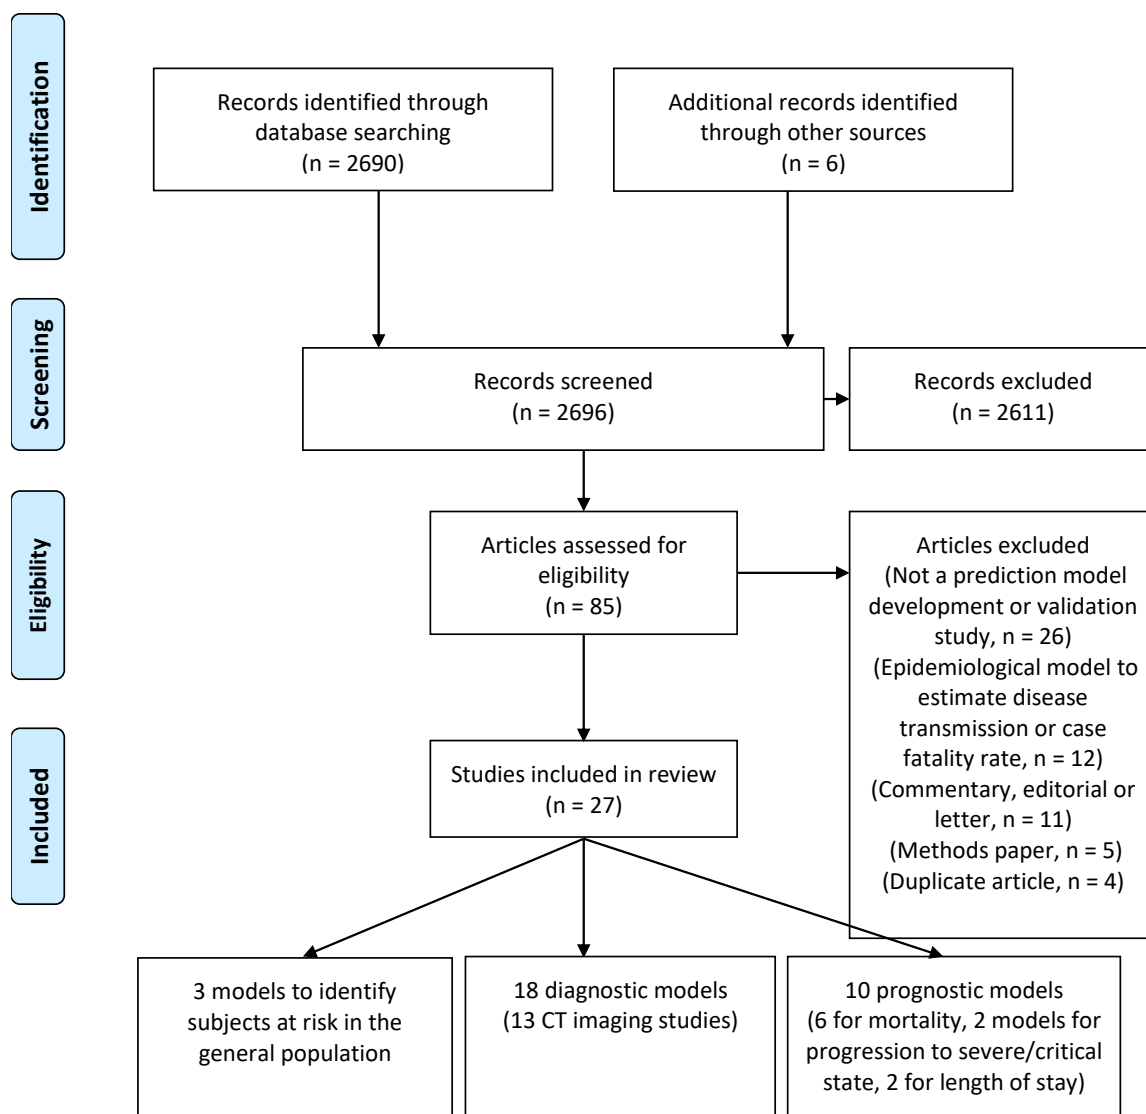 Identification
Records identified through
database searching
(n = 2690)
Additional records identified
through other sources
(n = 6)
Screening
Records screened
(n = 2696)
Records excluded
(n = 2611)
Eligibility
Articles assessed for
eligibility
(n = 85)
Articles excluded
(Not a prediction model
development or validation
study, n = 26)
(Epidemiological model to
estimate disease
transmission or case
fatality rate, n = 12)
(Commentary, editorial or
letter, n = 11)
(Methods paper, n = 5)
(Duplicate article, n = 4)
Included
Studies included in review
(n = 27)
3 models to identify
subjects at risk in the
general population
18 diagnostic models
(13 CT imaging studies)
10 prognostic models
(6 for mortality, 2 models for
progression to severe/critical
state, 2 for length of stay)